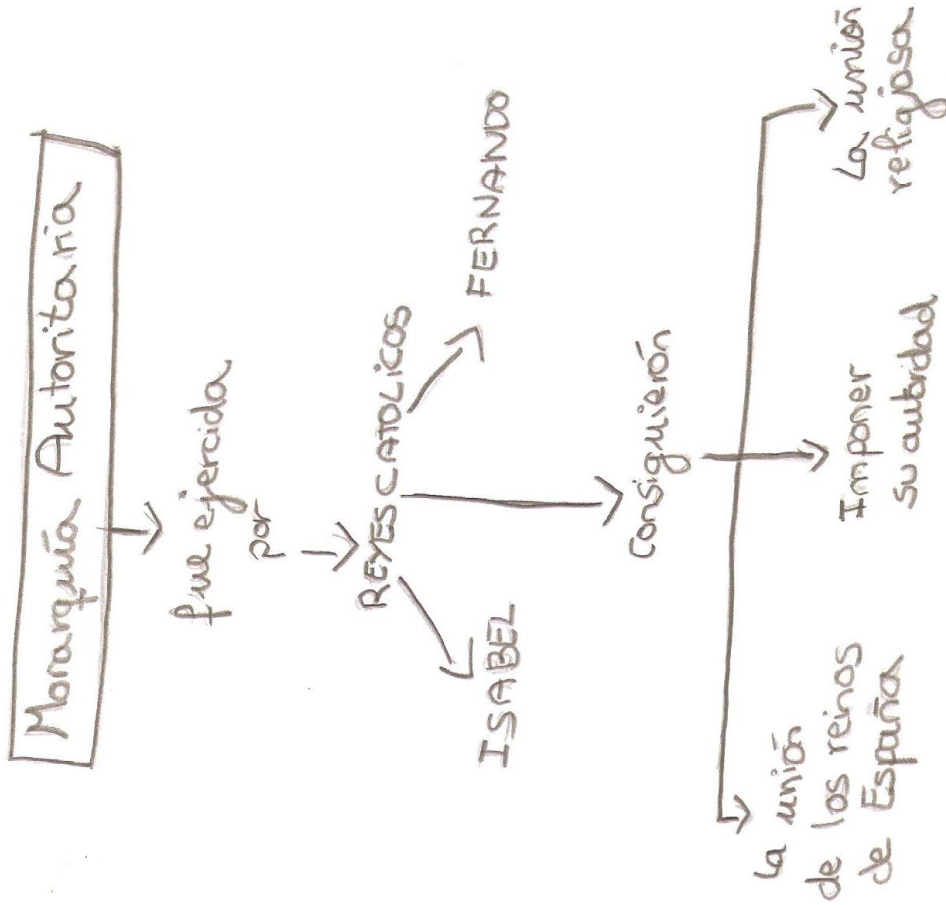 Monarquía Autoritaria
fue ejercida
por
REYES CATOLICOS
ISABEL
FERNANDO
Consiguierón
La unión
de los reinos
de España
Imponer
su autoridad
La unión
religiosa